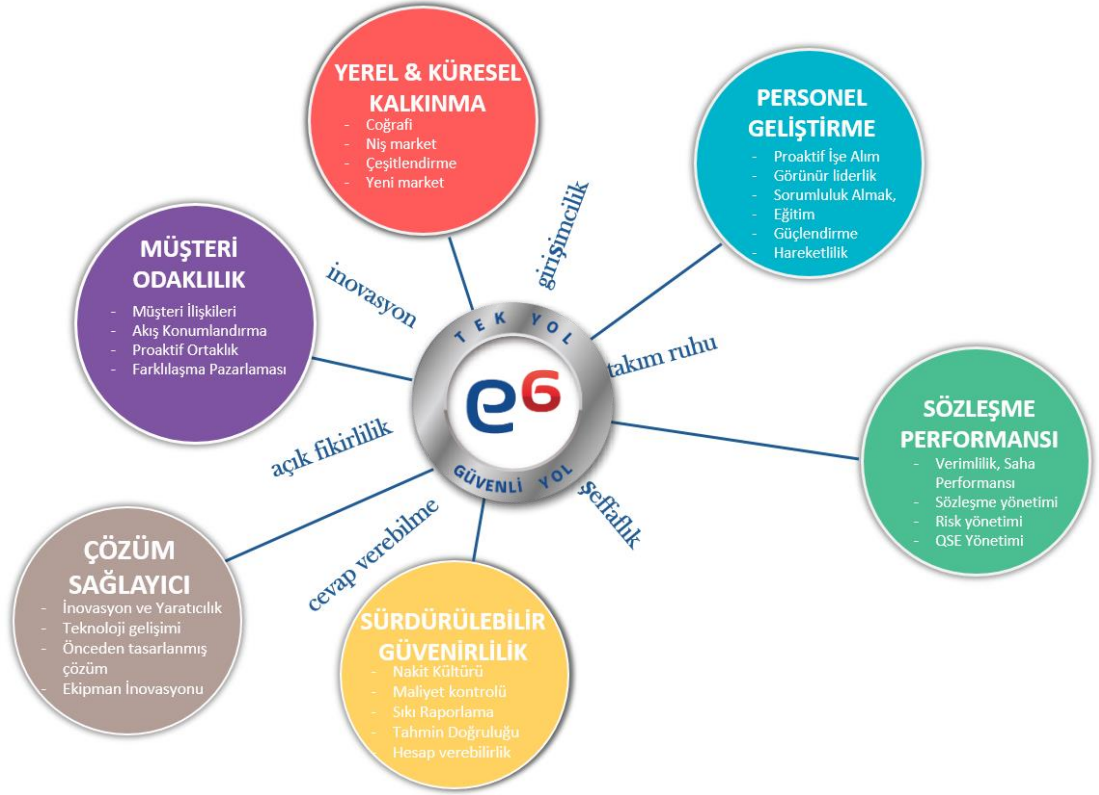 YEREL & KÜRESEL
KALKINMA
- Coğrafi
- Niş market
- Çeşitlendirme
- Yeni market
PERSONEL
GELİŞTİRME
- Proaktif İşe Alım
- Görünür liderlik
- Sorumluluk Almak,
- Eğitim
- Güçlendirme
- Hareketlilik
MÜŞTERİ
ODAKLILIK
- Müşteri İlişkileri
- Akış Konumlandırma
- Proaktif Ortaklık
- Farklılaşma Pazarlaması
inovasyon
girişimcilik
takım ruhu
TEK YOL
e6
GÜVENLİ YOL
açık fikirlilik
cevap verebilme
şeffaflık
SÖZLEŞME
PERFORMANSI
- Verimlilik, Saha
Performansı
- Sözleşme yönetimi
- Risk yönetimi
- QSE Yönetimi
ÇÖZÜM
SAĞLAYICI
- İnovasyon ve Yaratıcılık
- Teknoloji gelişimi
- Önceden tasarlanmış
çözüm
- Ekipman İnovasyonu
SÜRDÜRÜLEBİLİR
GÜVENİRLİLİK
- Nakit Kültürü
- Maliyet kontrolü
- Sıkı Raporlama
- Tahmin Doğruluğu
- Hesap verebilirlik